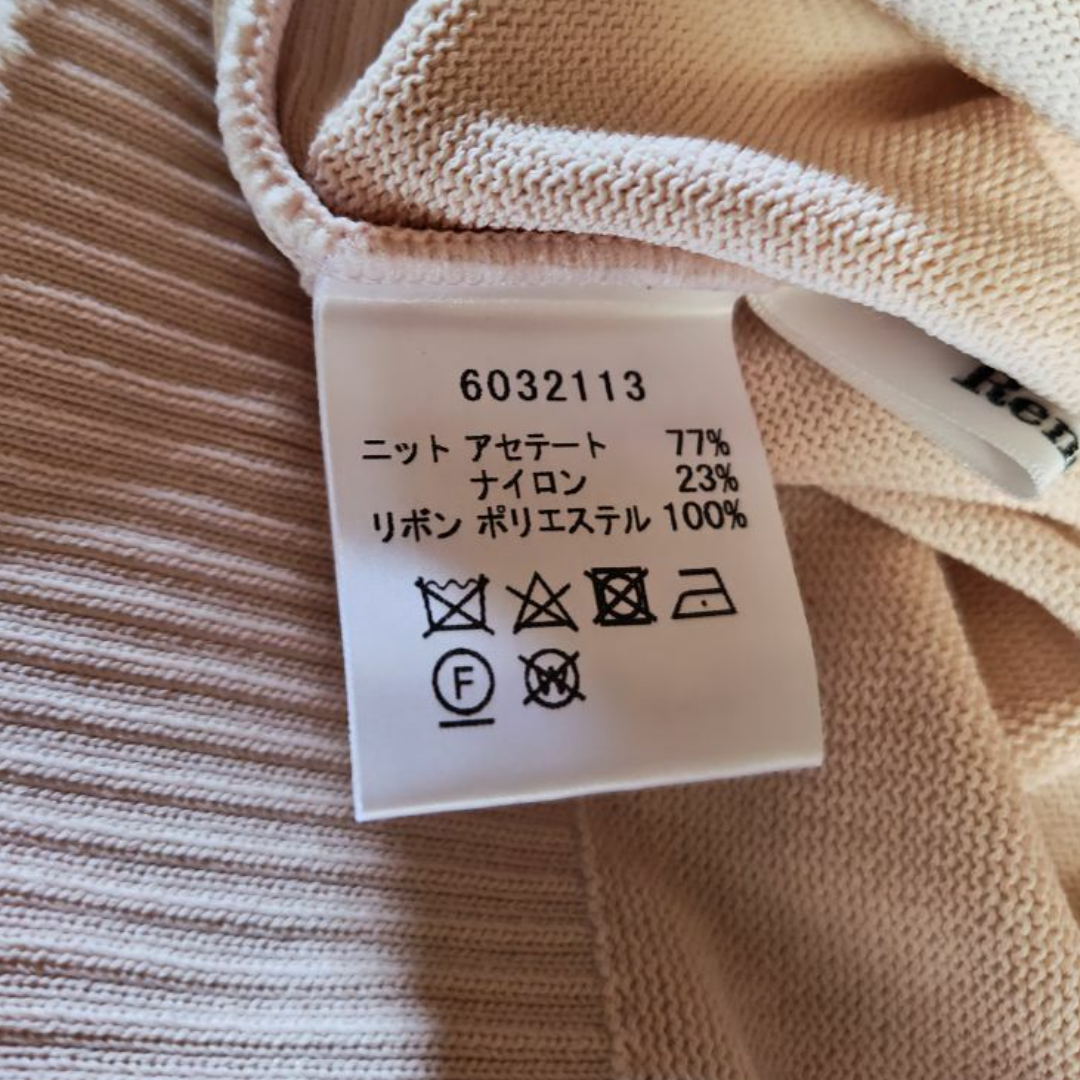 6032113
ニット アセテート 77%
ナイロン 23%
リボン ポリエステル 100%
F
W
Ren